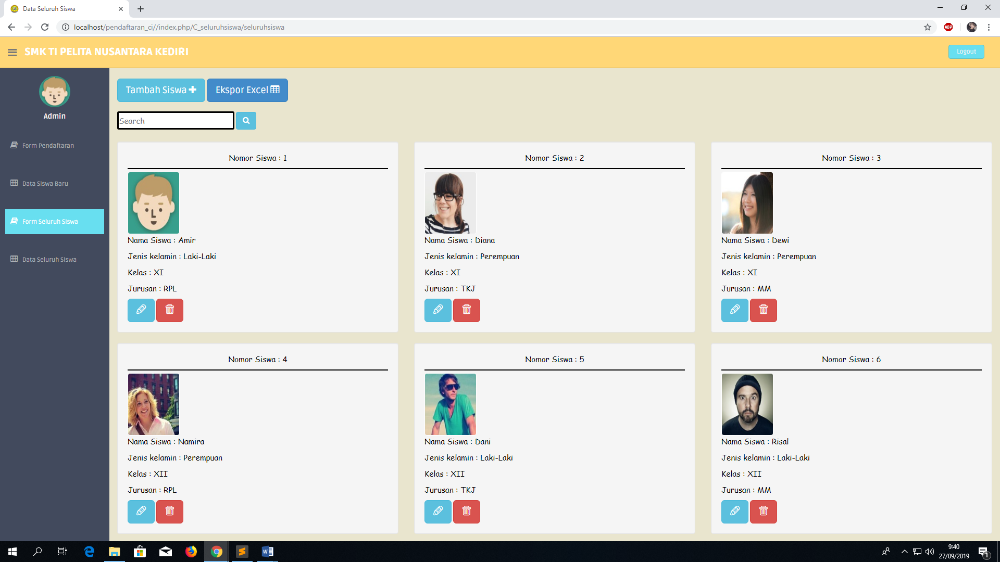 Data Seluruh Siswa
localhost/pendaftaran_ci//index.php/C_seluruhsiswa/seluruhsiswa
ABP
SMK TI PELITA NUSANTARA KEDIRI
Logout
Admin
Form Pendaftaran
Data Siswa Baru
Form Seluruh Siswa
Data Seluruh Siswa
Tambah Siswa
Ekspor Excel
Search
Nomor Siswa : 1
Nama Siswa : Amir
Jenis kelamin : Laki-Laki
Kelas : XI
Jurusan : RPL
Nomor Siswa : 2
Nama Siswa : Diana
Jenis kelamin : Perempuan
Kelas : XI
Jurusan : TKJ
Nomor Siswa : 3
Nama Siswa : Dewi
Jenis kelamin : Perempuan
Kelas : XI
Jurusan : MM
Nomor Siswa : 4
Nama Siswa : Namira
Jenis kelamin : Perempuan
Kelas : XII
Jurusan : RPL
Nomor Siswa : 5
Nama Siswa : Dani
Jenis kelamin : Laki-Laki
Kelas : XII
Jurusan : TKJ
Nomor Siswa : 6
Nama Siswa : Risal
Jenis kelamin : Laki-Laki
Kelas : XII
Jurusan : MM
9:40
27/09/2019
1